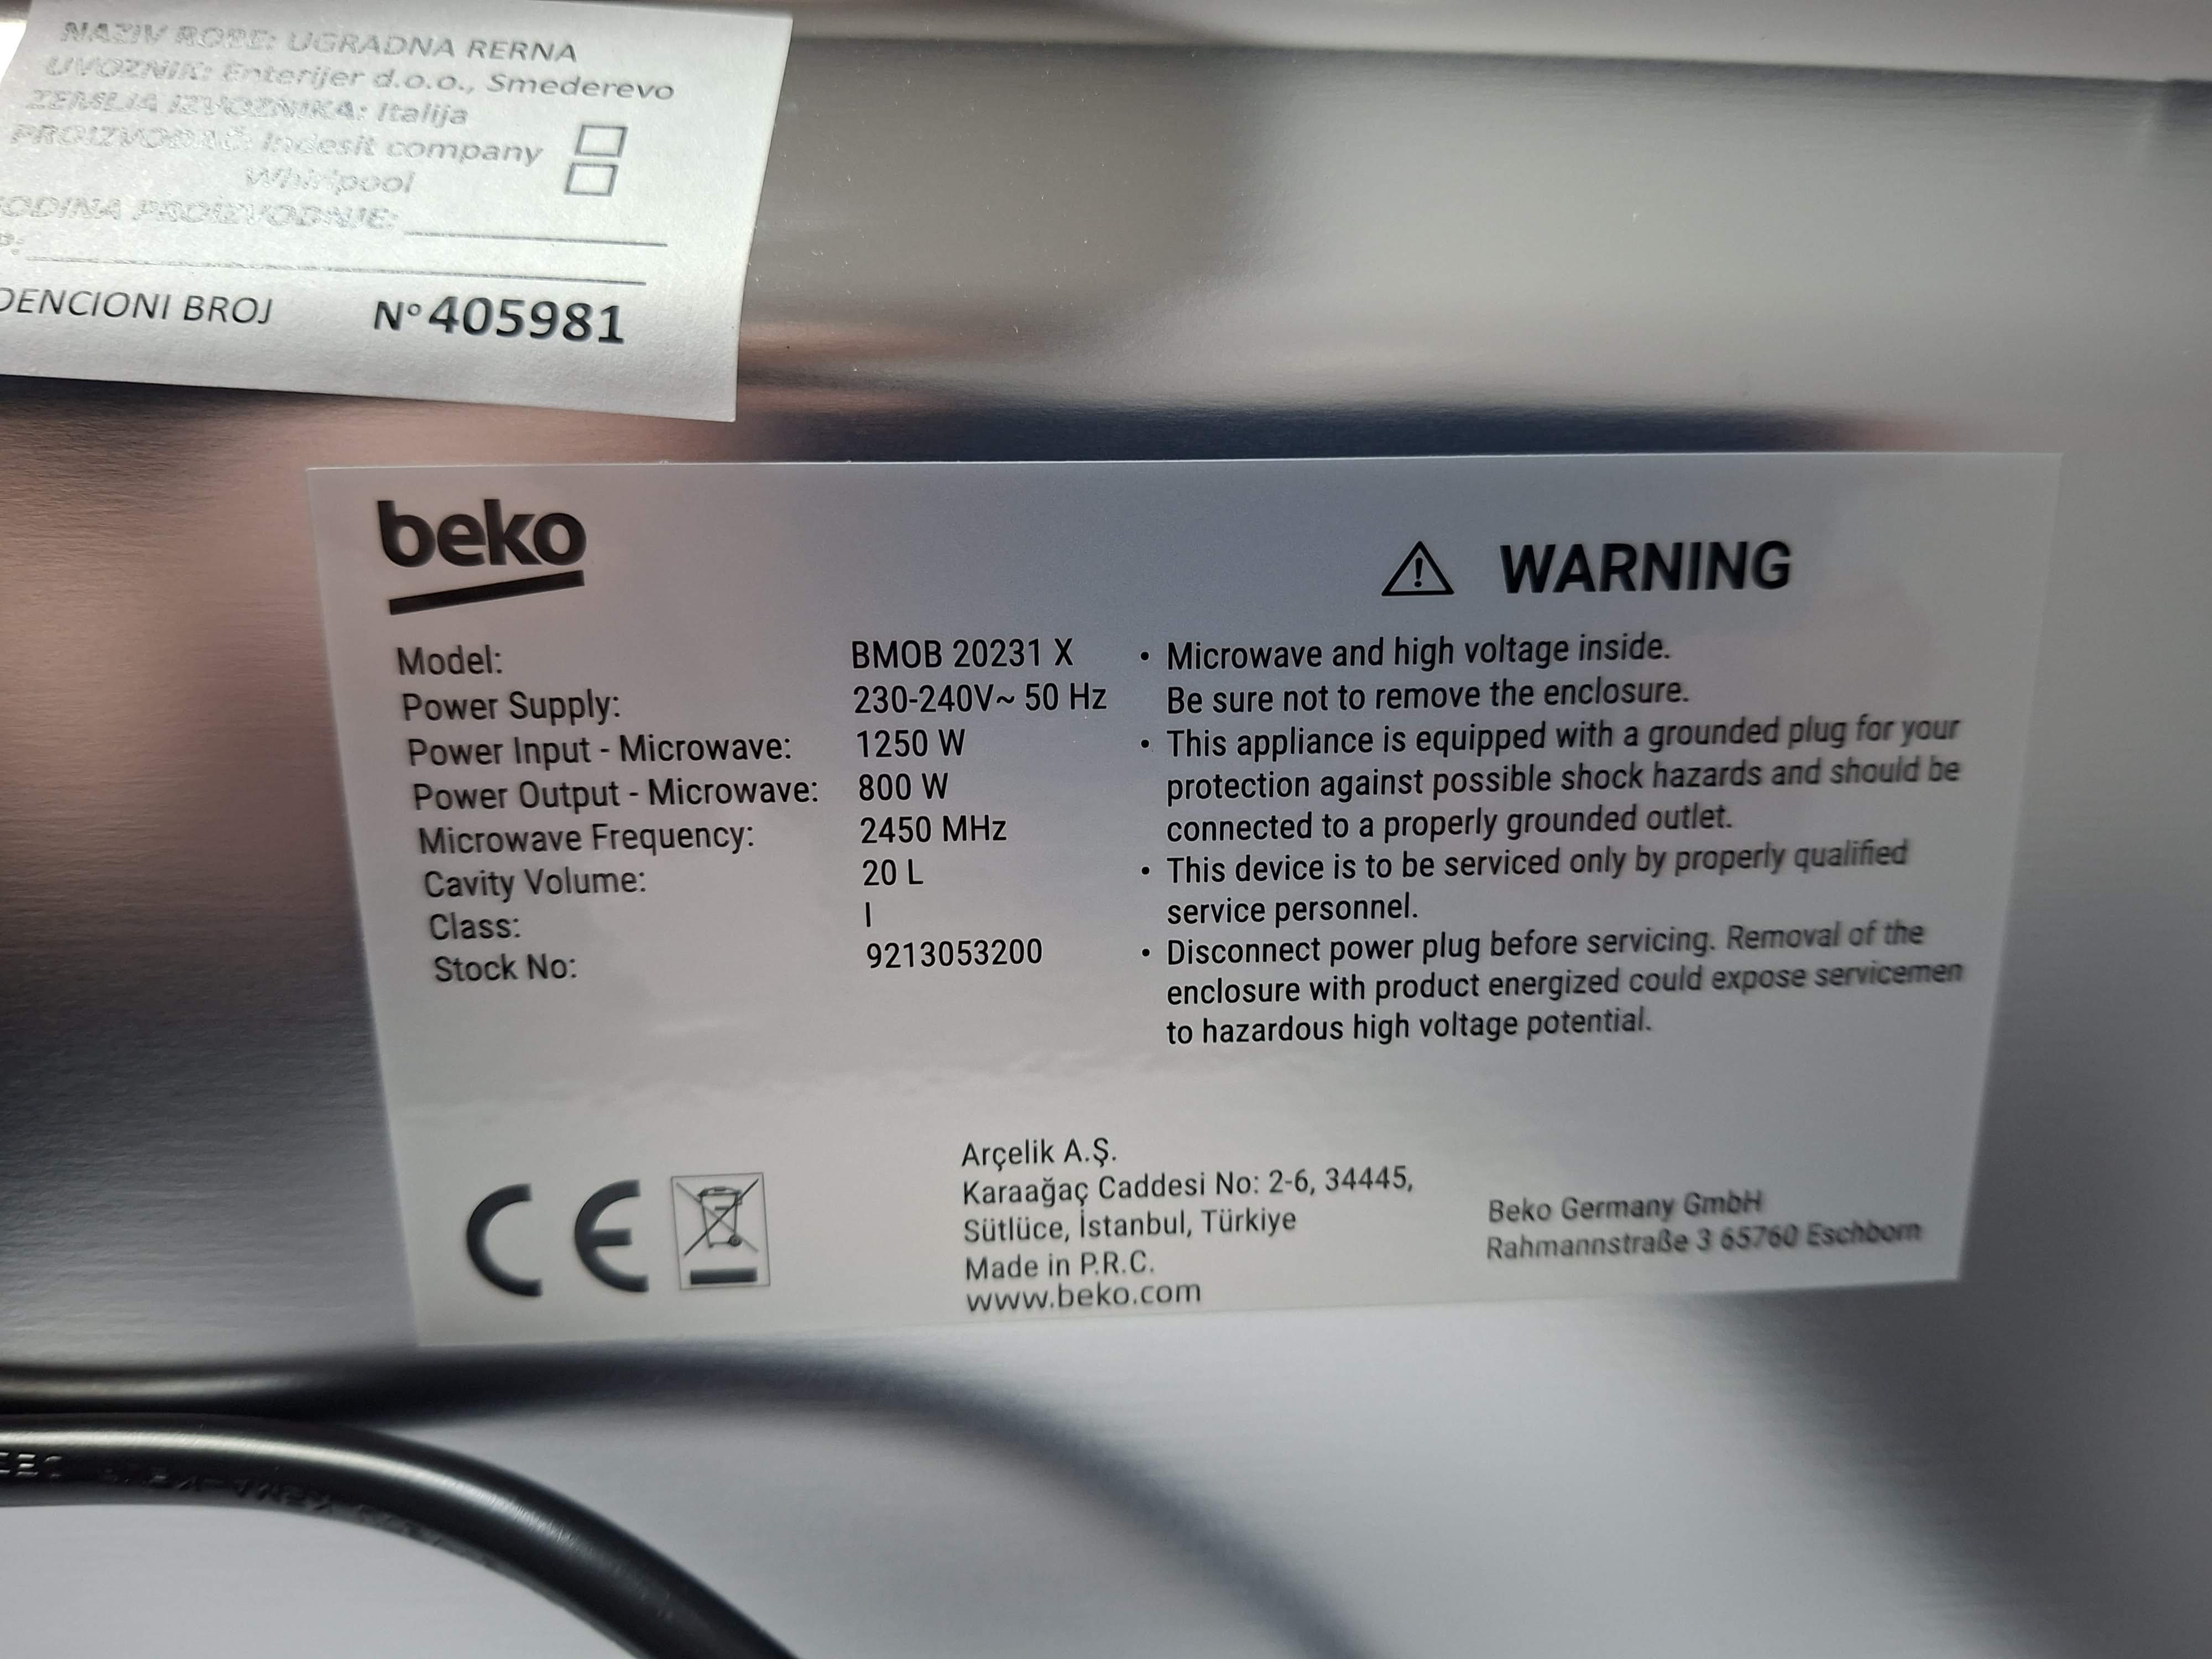 NAZIV ROBE: UGRADNA RERNA
UVOZNIK: Enterijer d.o.o., Smederevo
ZEMLJA IZVOZNIKA: Italija
PROIZVOĐAČ: Indesit company
Whirlpool
ODINA PROIZVODNJE:
DENCIONI BROJ N°405981
beko
WARNING
Model: BMOB 20231 X
Power Supply: 230-240V~ 50 Hz
Power Input - Microwave: 1250 W
Power Output - Microwave: 800 W
Microwave Frequency: 2450 MHz
Cavity Volume: 20 L
Class: I
Stock No: 9213053200
• Microwave and high voltage inside.
Be sure not to remove the enclosure.
• This appliance is equipped with a grounded plug for your
protection against possible shock hazards and should be
connected to a properly grounded outlet.
• This device is to be serviced only by properly qualified
service personnel.
• Disconnect power plug before servicing. Removal of the
enclosure with product energized could expose servicemen
to hazardous high voltage potential.
CE
Arçelik A.Ş.
Karaağaç Caddesi No: 2-6, 34445,
Sütlüce, İstanbul, Türkiye
Made in P.R.C.
www.beko.com
Beko Germany GmbH
Rahmannstraße 3 65760 Eschborn